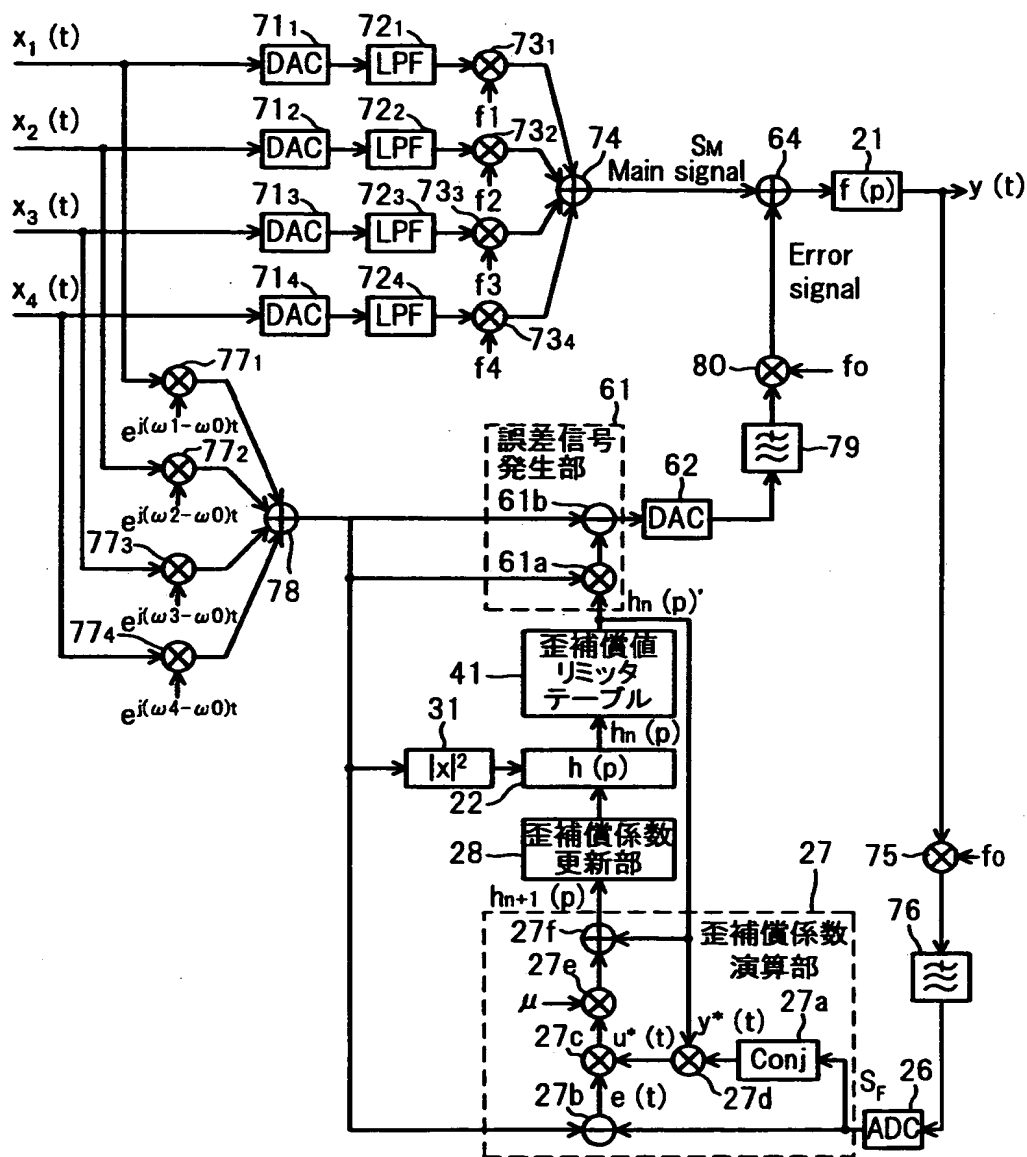 x₁ (t)
71₁
DAC
72₁
LPF
73₁
f1
x₂ (t)
71₂
DAC
72₂
LPF
73₂
f2
x₃ (t)
71₃
DAC
72₃
LPF
73₃
f3
x₄ (t)
71₄
DAC
72₄
LPF
73₄
f4
74
SM
Main signal
64
21
f (p)
y (t)
Error
signal
80
fo
79
77₁
e^j(ω1-ω0)t
77₂
e^j(ω2-ω0)t
77₃
e^j(ω3-ω0)t
77₄
e^j(ω4-ω0)t
78
61
誤差信号
発生部
61b
61a
62
DAC
hn (p)'
41
歪補償値
リミッタ
テーブル
hn (p)
31
|x|²
22
h (p)
28
歪補償係数
更新部
hn+1 (p)
27
歪補償係数
演算部
27f
27e
μ
27c
u* (t)
y* (t)
27a
Conj
27d
27b
e (t)
75
fo
76
SF
26
ADC